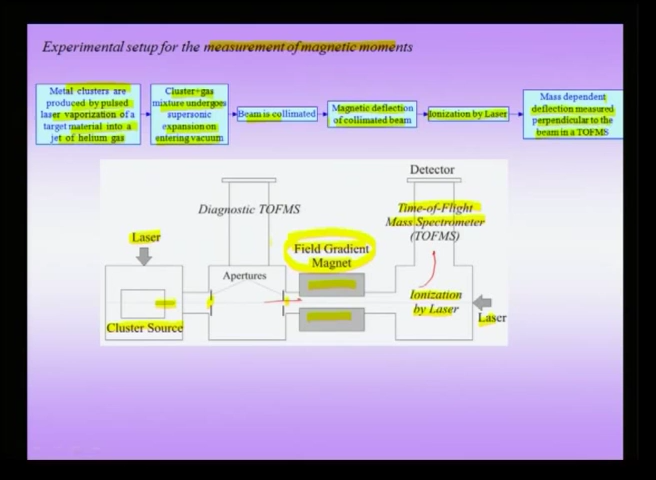 Experimental setup for the measurement of magnetic moments
Metal clusters are
produced by pulsed
laser vaporization of a
target material into a
jet of helium gas
Cluster+gas
mixture undergoes
supersonic
expansion on
entering vacuum
Beam is collimated
Magnetic deflection
of collimated beam
Ionization by Laser
Mass dependent
deflection measured
perpendicular to the
beam in a TOFMS
Detector
Diagnostic TOFMS
Time-of-Flight
Mass Spectrometer
(TOFMS)
Laser
Field Gradient
Magnet
Apertures
Ionization
by Laser
Laser
Cluster Source